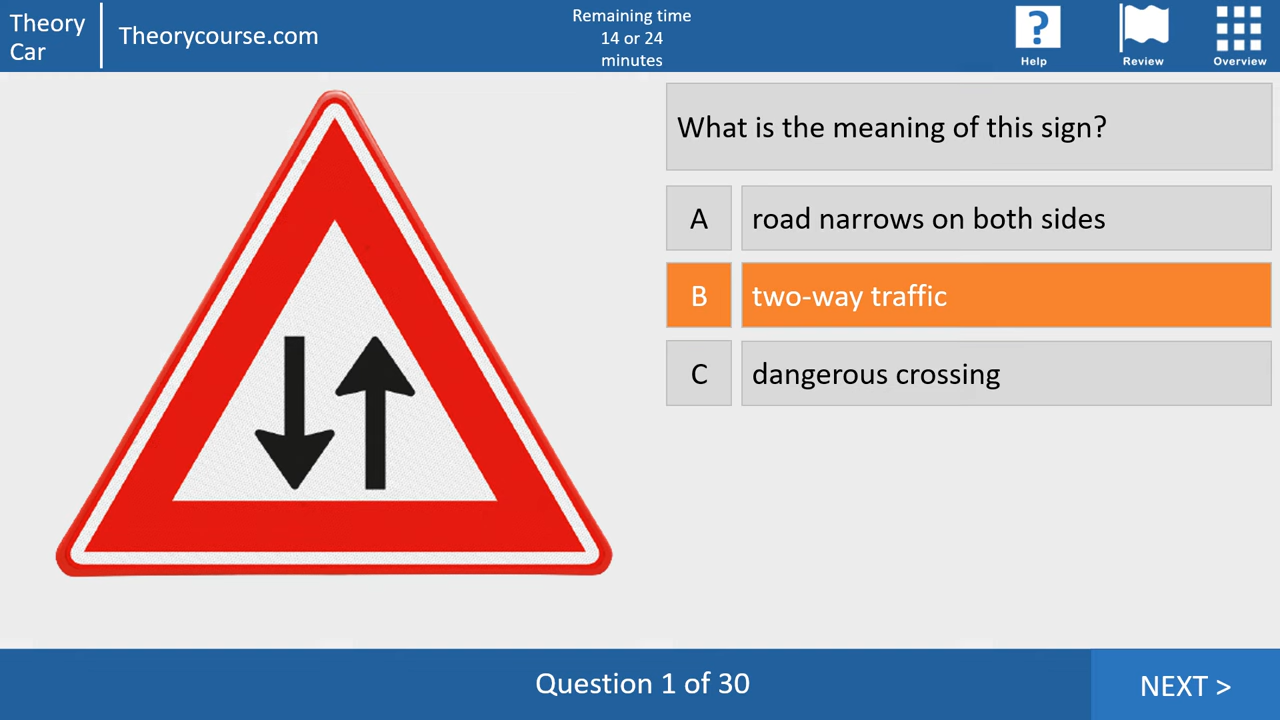 Theory
Car
Theorycourse.com
Remaining time
14 or 24
minutes
?
Help
Review
Overview
What is the meaning of this sign?
A road narrows on both sides
B two-way traffic
C dangerous crossing
Question 1 of 30
NEXT >